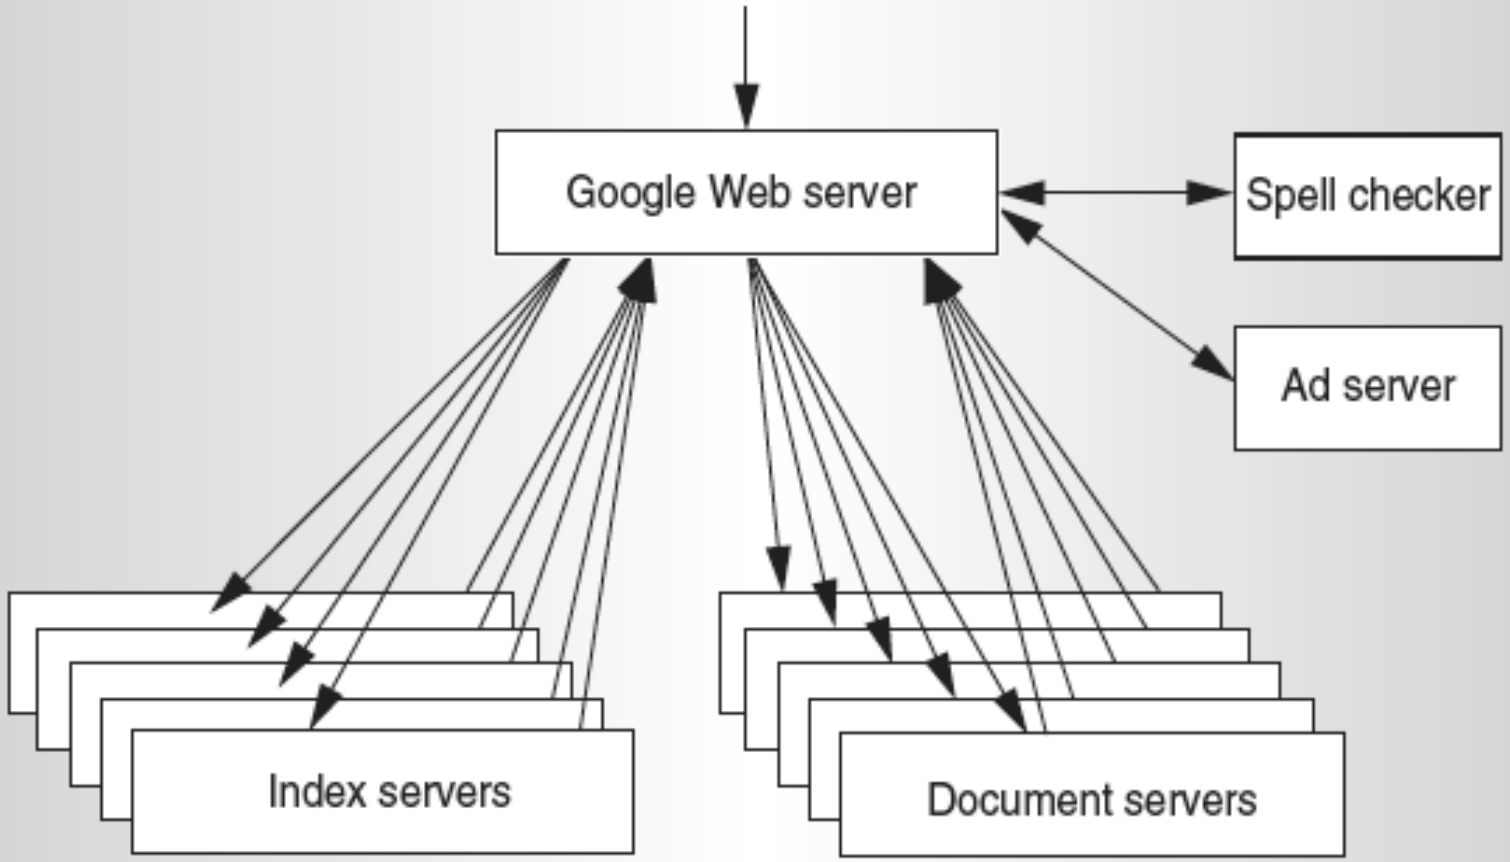 Google Web server
Spell checker
Ad server
Index servers
Document servers